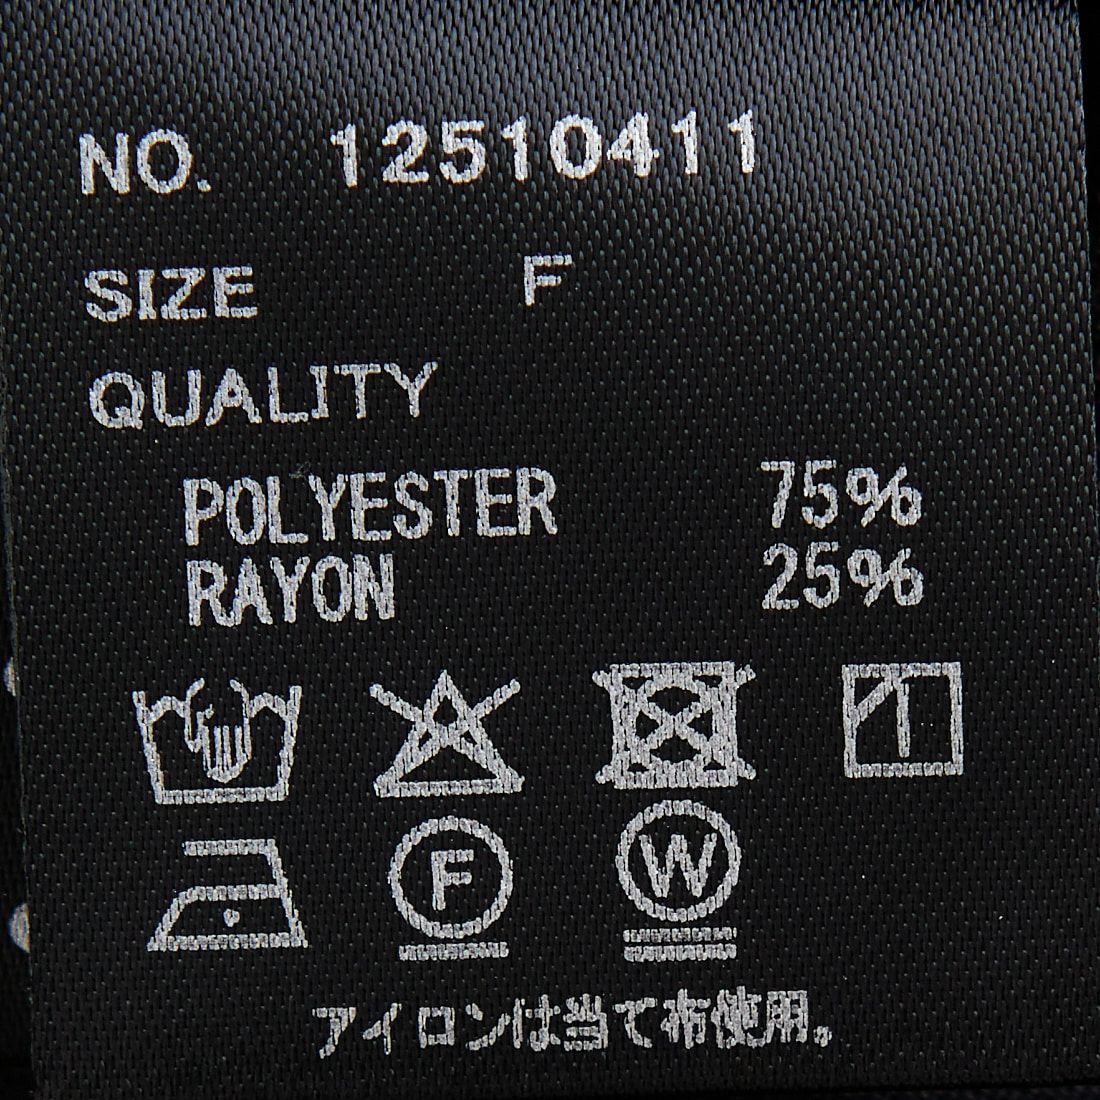 NO. 12510411
SIZE F
QUALITY
POLYESTER 75%
RAYON 25%
F W
アイロンは当て布使用。